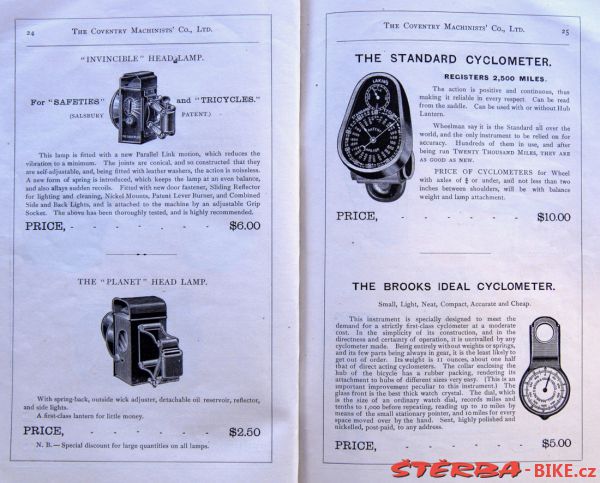 24 THE COVENTRY MACHINISTS' CO., LTD.
"INVINCIBLE" HEAD LAMP.
For "SAFETIES" and "TRICYCLES."
(SALSBURY PATENT.)
This lamp is fitted with a new Parallel Link motion, which reduces the
vibration to a minimum. The joints are conical, and so constructed that they
are self-adjustable, and, being fitted with leather washers, the action is noiseless.
A new form of spring is introduced, which keeps the lamp at an even balance,
and also allays sudden recoils. Fitted with new door fastener, Sliding Reflector
for lighting and cleaning, Nickel Mounts, Patent Lever Burner, and Combined
Side and Back Lights, and is attached to the machine by an adjustable Grip
Socket. The above has been thoroughly tested, and is highly recommended.
PRICE, - - - - - $6.00
THE "PLANET" HEAD LAMP.
With spring-back, outside wick adjuster, detachable oil reservoir, reflector,
and side lights.
A first-class lantern for little money.
PRICE, - - - - - $2.50
N. B.—Special discount for large quantities on all lamps.
THE COVENTRY MACHINISTS' CO., LTD. 25
THE STANDARD CYCLOMETER.
REGISTERS 2,500 MILES.
The action is positive and continuous, thus
making it reliable in every respect. Can be read
from the saddle. Can be used with or without Hub
Lantern.
Wheelman say it is the Standard all over the
world, and the only instrument to be relied on for
accuracy. Hundreds of them in use, and after
being run TWENTY THOUSAND MILES, THEY ARE
AS GOOD AS NEW.
PRICE OF CYCLOMETERS for Wheel
with axles of or under, and not less than two
inches between shoulders, will be with balance
weight and lamp attachment.
PRICE, - - - - $10.00
THE BROOKS IDEAL CYCLOMETER.
Small, Light, Neat, Compact, Accurate and Cheap.
This instrument is specially designed to meet the
demand for a strictly first-class cyclometer at a moderate
cost. In the simplicity of its construction, and in the
directness and certainty of operation, it is unrivalled by any
cyclometer made. Being entirely without weights or springs,
and its few parts being always in gear, it is the least likely to
get out of order. Its weight is 11 ounces, about one half
that of direct acting cyclometers. The collar enclosing the
hub of the bicycle has a rubber packing, rendering its
attachment to hubs of different sizes very easy. (This is an
important improvement peculiar to this instrument.) The
glass front is the best thick watch crystal. The dial, which
is the size of an ordinary watch dial, records miles and
tenths to 1,000 before repeating, reading up to 10 miles by
means of the small stationary pointer, and 10 miles for every
space moved over by the hand. Sent, highly polished and
nickelled, post-paid, to any address.
PRICE, - - - - $5.00
ŠTĚRBA-BIKE.cz